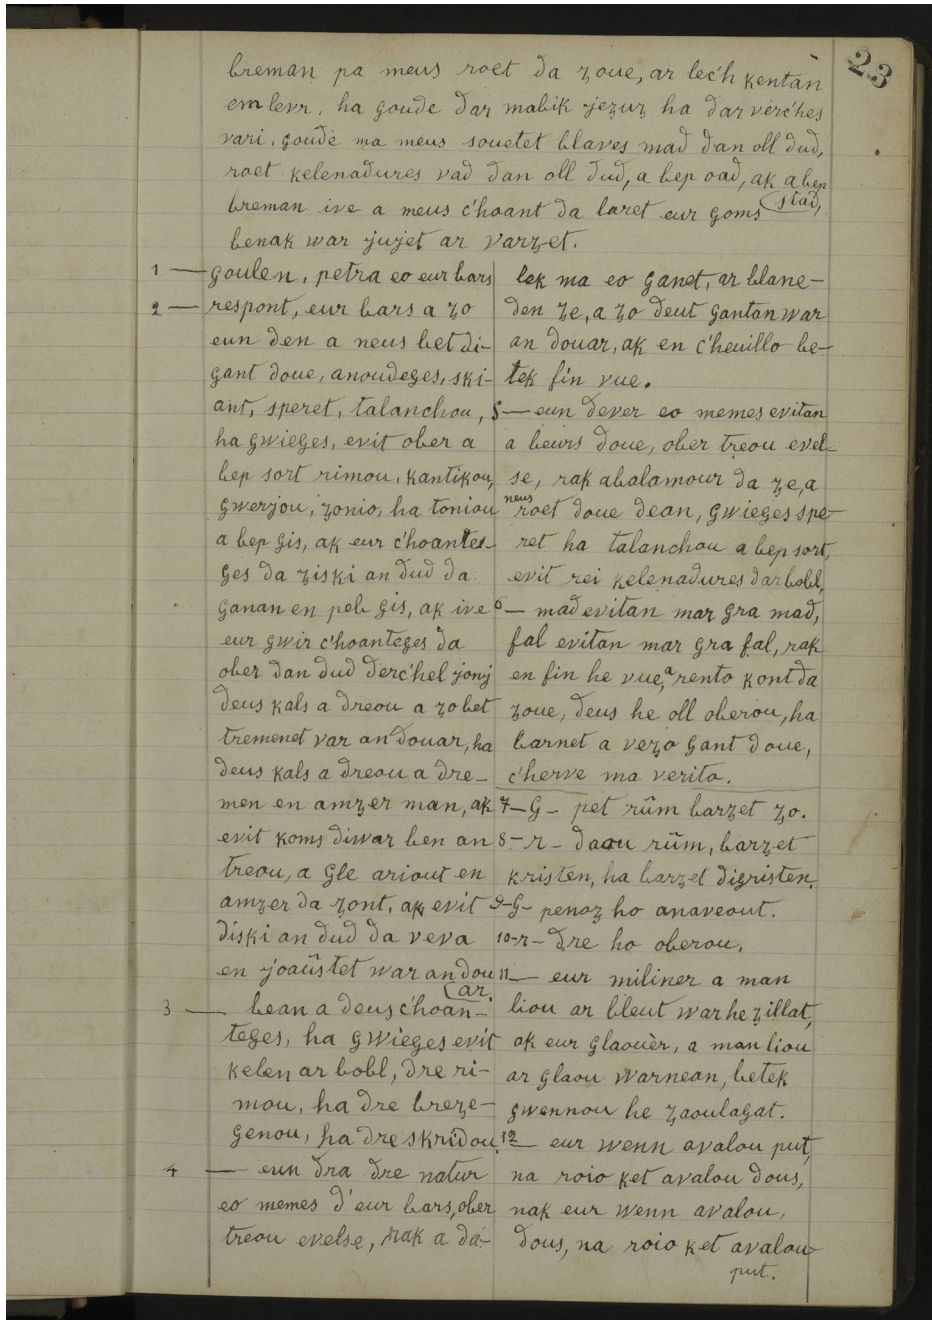 23
breman pa meus roet da zoue, ar lec'h kentan
em levr, ha goude dar mabik jezuz ha dar verc'hes
vari, goude ma meus souetet blaves mad dan oll dud,
roet kelenadures vad dan oll dud, a bep oad, ak a bep
stad,
breman ive a meus c'hoant da laret eur goms
benak war jujet ar varzet.
1 — goulen, petra eo eur bars
2 — respont, eur bars a zo
eun den a neus bet di-
gant doue, anoudeges, ski-
ant, speret, talanchou,
ha gwieges, evit ober a
bep sort rimou, kantikou,
gwerjou, zonio, ha toniou
a bep gis, ak eur c'hoante-
ges da ziski an dud da
ganan en peb gis, ak ive
eur gwir c'hoanteges da
ober dan dud derc'hel jonj
deus kals a dreou a zo bet
tremenet var an douar, ha
deus kals a dreou a dre-
men en amzer man, ak
evit koms diwar ben an
treou, a gle ariout en
amzer da zont, ak evit
diski an dud da veva
en joaüstet war an dou
ar.
3 — bean a deus c'hoan-
teges, ha gwieges evit
kelen ar bobl, dre ri-
mou, ha dre breze-
genou, ha dre skridou.
4 — eun dra dre natur
eo memes d'eur bars, ober
treou evelse, rak a da-
lek ma eo ganet, ar blane-
den ze, a zo deut gantan war
an douar, ak en c'heuillo be-
tek fin vue.
5 — eun dever eo memes evitan
a beurs doue, ober treou evel-
se, rak abalamour da ze, a
neus roet doue dean, gwieges spe-
ret ha talanchou a bep sort,
evit rei kelenadures dar bobl,
6 — mad evitan mar gra mad,
fal evitan mar gra fal, rak
en fin he vue, a rento kont da
zoue, deus he oll oberou, ha
barnet a vezo gant doue,
c'herve ma verito.
7 — G — pet rüm barzet zo.
8 — r — daou rüm, barzet
kristen, ha barzet digristen.
9 — G — penoz ho anaveout.
10 — r — dre ho oberou.
11 — eur miliner a man
liou ar bleut war he zillat,
ak eur glaouèr, a man liou
ar glaou warnean, betek
gwennou he zaoulagat.
12 — eur wenn avalou put,
na roio ket avalou dous,
nak eur wenn avalou,
dous, na roio ket avalou
put.